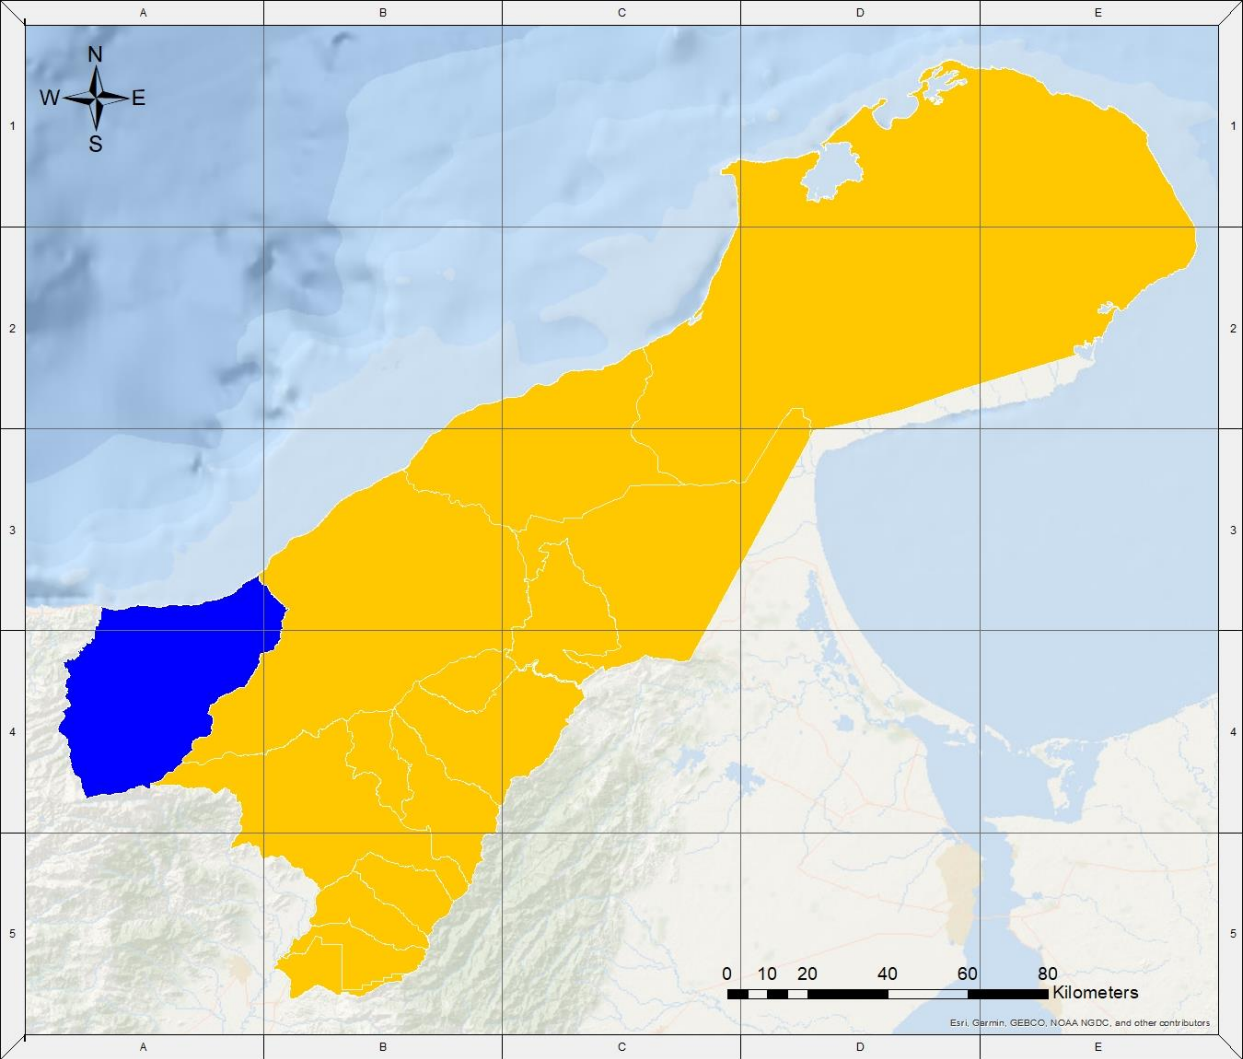 A B C D E
N
W E
S
1 1
2 2
3 3
4 4
5 5
0 10 20 40 60 80
Kilometers
Esri, Garmin, GEBCO, NOAA NGDC, and other contributors
A B C D E